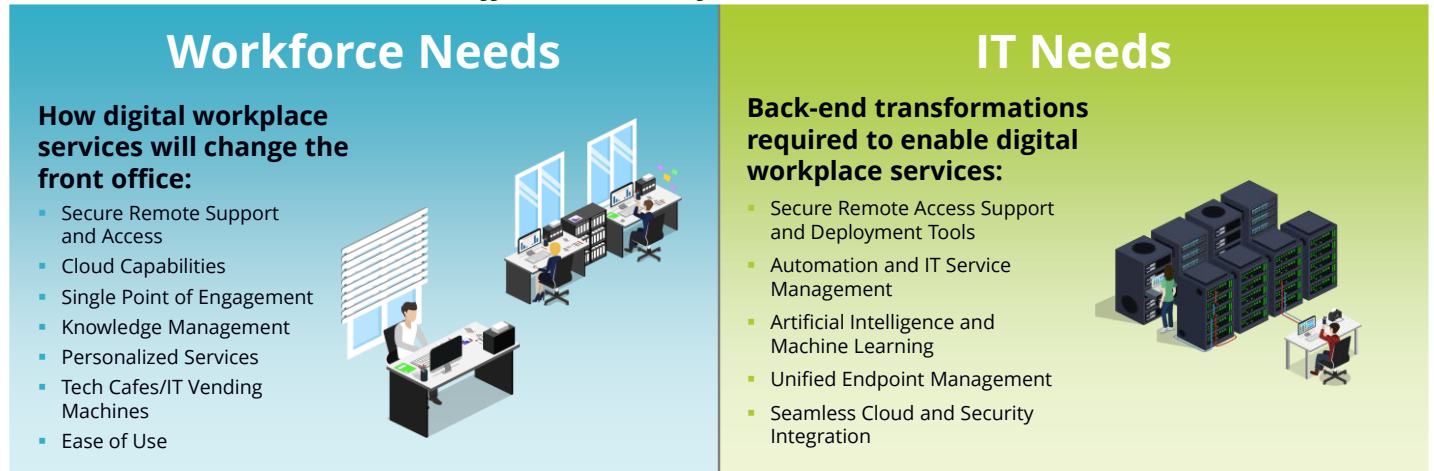 Workforce Needs
How digital workplace
services will change the
front office:
▪ Secure Remote Support
and Access
▪ Cloud Capabilities
▪ Single Point of Engagement
▪ Knowledge Management
▪ Personalized Services
▪ Tech Cafes/IT Vending
Machines
▪ Ease of Use
IT Needs
Back-end transformations
required to enable digital
workplace services:
▪ Secure Remote Access Support
and Deployment Tools
▪ Automation and IT Service
Management
▪ Artificial Intelligence and
Machine Learning
▪ Unified Endpoint Management
▪ Seamless Cloud and Security
Integration